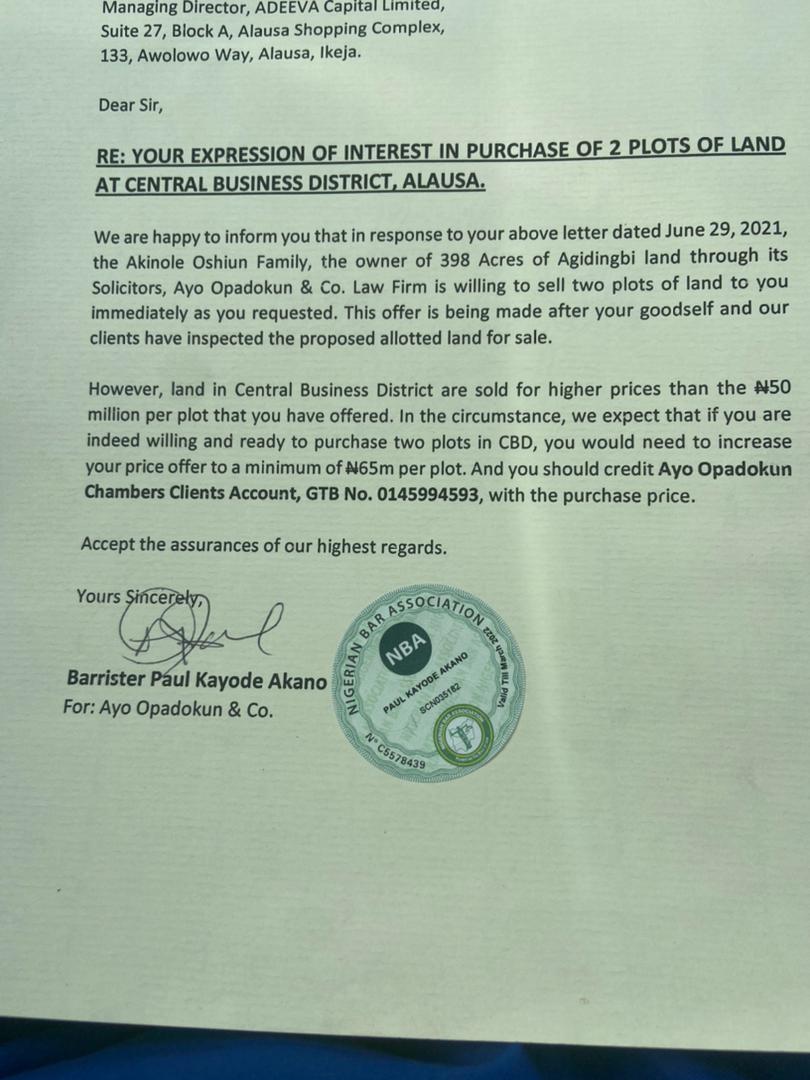 Managing Director, ADEEVA Capital Limited,
Suite 27, Block A, Alausa Shopping Complex,
133, Awolowo Way, Alausa, Ikeja.
Dear Sir,
RE: YOUR EXPRESSION OF INTEREST IN PURCHASE OF 2 PLOTS OF LAND
AT CENTRAL BUSINESS DISTRICT, ALAUSA.
We are happy to inform you that in response to your above letter dated June 29, 2021,
the Akinole Oshiun Family, the owner of 398 Acres of Agidingbi land through its
Solicitors, Ayo Opadokun & Co. Law Firm is willing to sell two plots of land to you
immediately as you requested. This offer is being made after your goodself and our
clients have inspected the proposed allotted land for sale.
However, land in Central Business District are sold for higher prices than the ₦50
million per plot that you have offered. In the circumstance, we expect that if you are
indeed willing and ready to purchase two plots in CBD, you would need to increase
your price offer to a minimum of ₦65m per plot. And you should credit Ayo Opadokun
Chambers Clients Account, GTB No. 0145994593, with the purchase price.
Accept the assurances of our highest regards.
Yours Sincerely,
Barrister Paul Kayode Akano
For: Ayo Opadokun & Co.
NIGERIAN BAR ASSOCIATION
NBA
PAUL KAYODE AKANO
SCN035182
Valid Till March 2022
N° C5578439